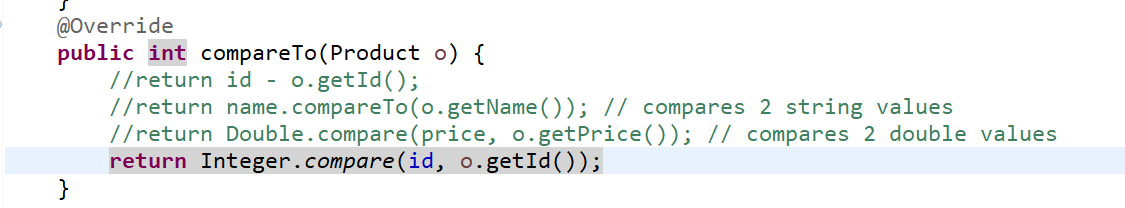 }
@Override
public int compareTo(Product o) {
//return id - o.getId();
//return name.compareTo(o.getName()); // compares 2 string values
//return Double.compare(price, o.getPrice()); // compares 2 double values
return Integer.compare(id, o.getId());
}